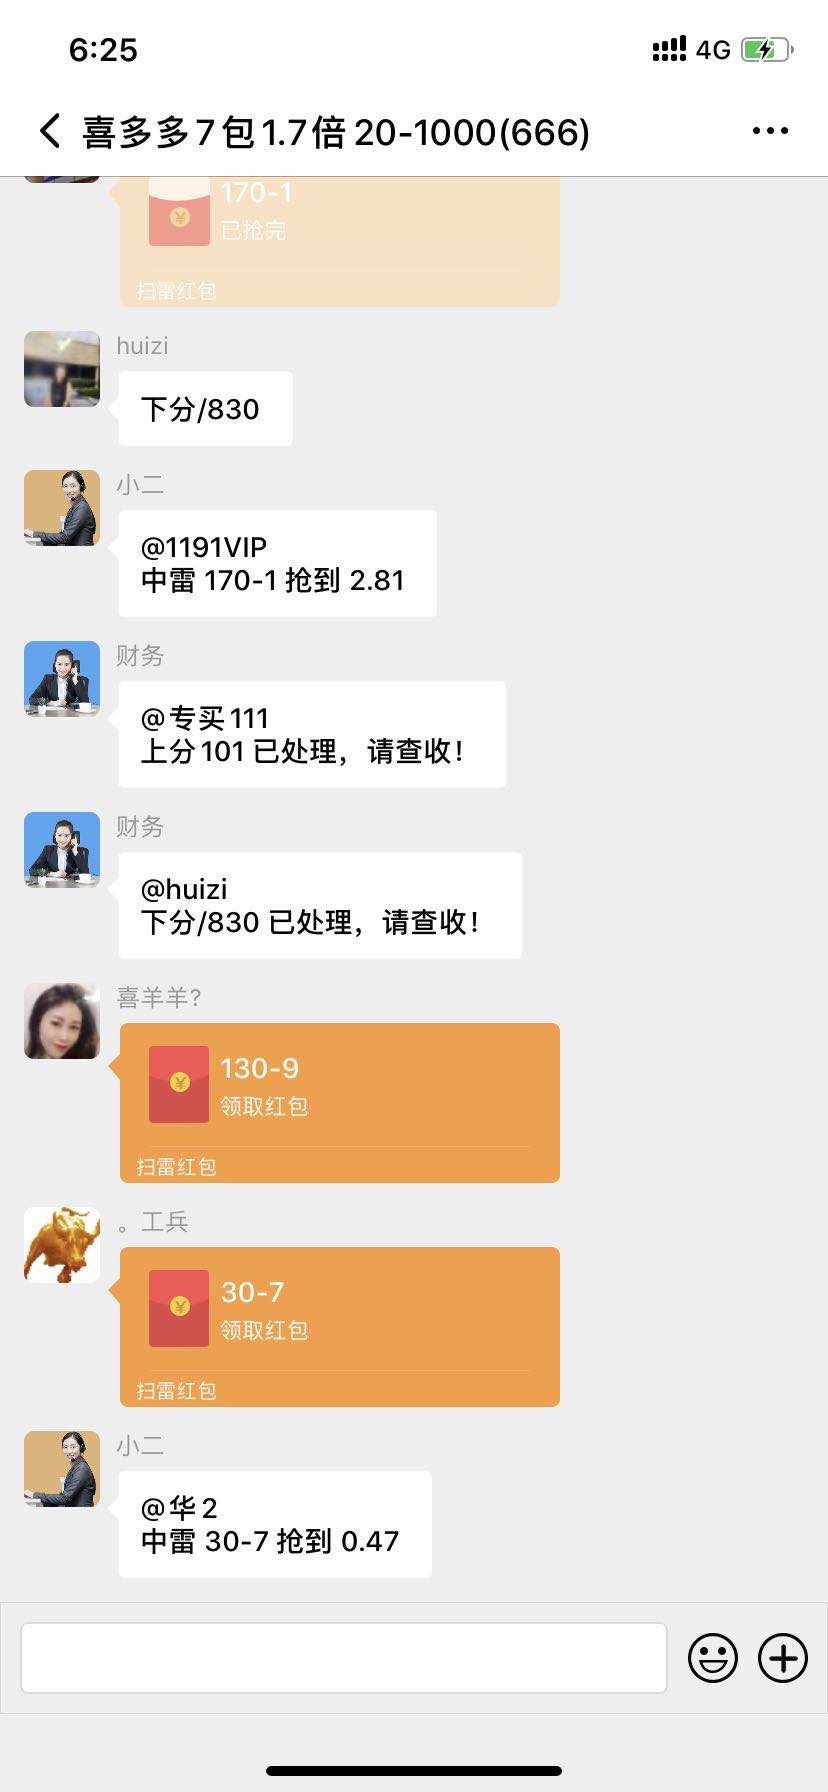 6:25
4G
喜多多7包1.7倍20-1000(666)
170-1
已抢完
扫雷红包
huizi
下分/830
小二
@1191VIP
中雷 170-1 抢到 2.81
财务
@专买111
上分101 已处理，请查收！
财务
@huizi
下分/830 已处理，请查收！
喜羊羊?
¥
130-9
领取红包
扫雷红包
。工兵
¥
30-7
领取红包
扫雷红包
小二
@华2
中雷 30-7 抢到 0.47